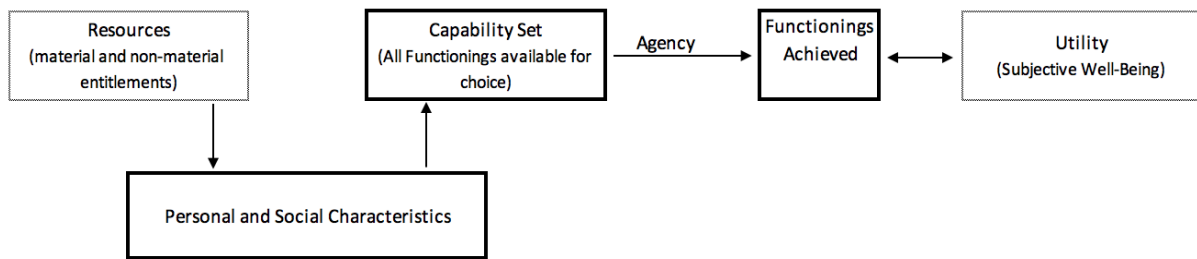 Resources
(material and non-material
entitlements)
Capability Set
(All Functionings available for
choice)
Agency
Functionings
Achieved
Utility
(Subjective Well-Being)
Personal and Social Characteristics